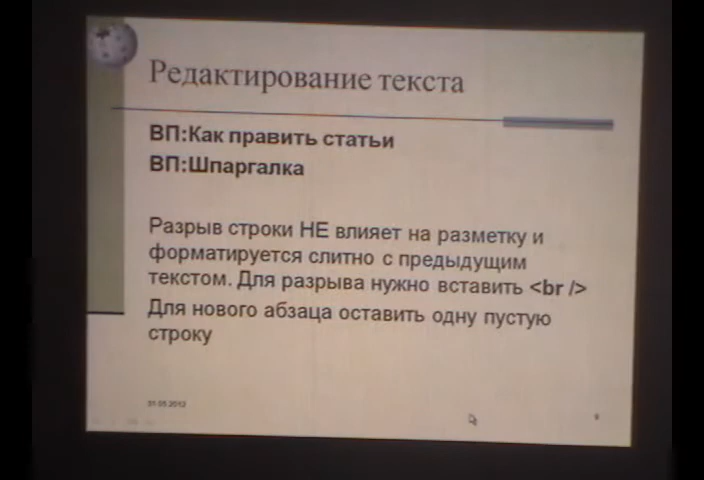 Редактирование текста
ВП:Как править статьи
ВП:Шпаргалка
Разрыв строки НЕ влияет на разметку и
форматируется слитно с предыдущим
текстом. Для разрыва нужно вставить <br />
Для нового абзаца оставить одну пустую
строку